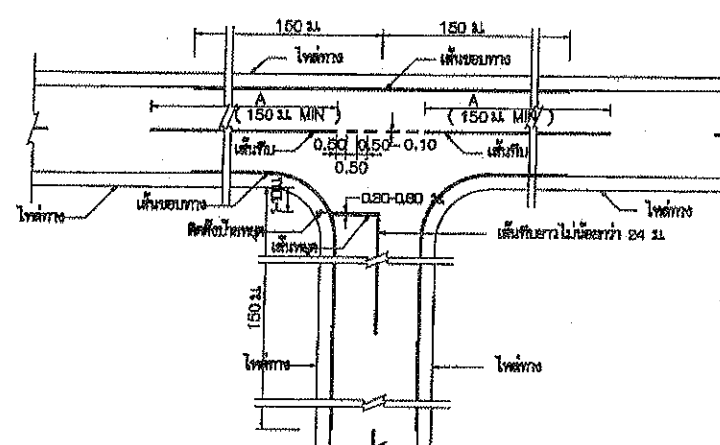 150 ม. 150 ม.
ไหล่ทาง เส้นขอบทาง
A A
( 150 ม. MIN ) ( 150 ม. MIN )
เส้นทึบ 0.50 0.50 0.10 เส้นทึบ
0.50
ไหล่ทาง เส้นขอบทาง 0.30-0.60 ม. ไหล่ทาง
ติดตั้งป้ายหยุด
เส้นหยุด เส้นทึบยาวไม่น้อยกว่า 24 ม.
150 ม.
ไหล่ทาง ไหล่ทาง